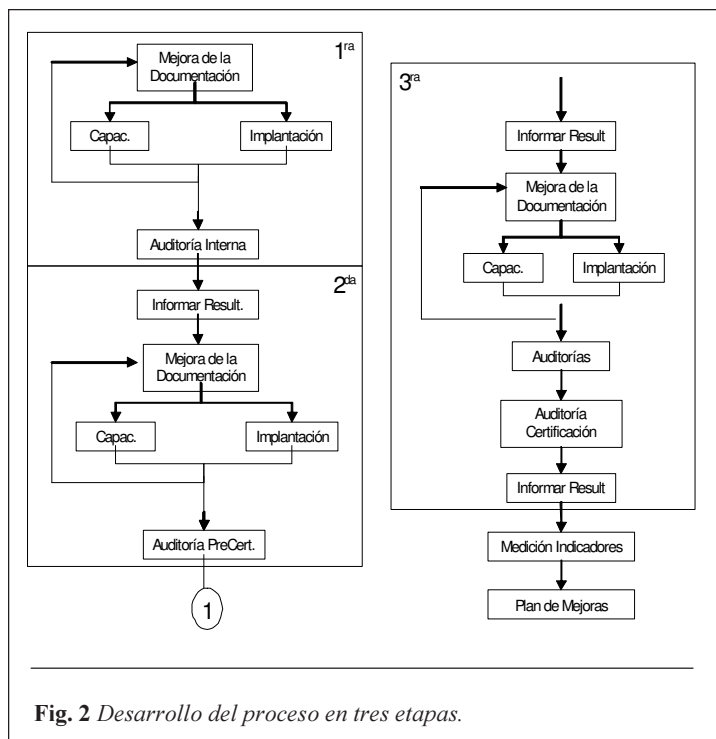 1ra
Mejora de la
Documentación
Capac.
Implantación
Auditoría Interna
2da
Informar Result.
Mejora de la
Documentación
Capac.
Implantación
Auditoría PreCert.
1
3ra
Informar Result
Mejora de la
Documentación
Capac.
Implantación
Auditorías
Auditoría
Certificación
Informar Result
Medición Indicadores
Plan de Mejoras
Fig. 2 Desarrollo del proceso en tres etapas.